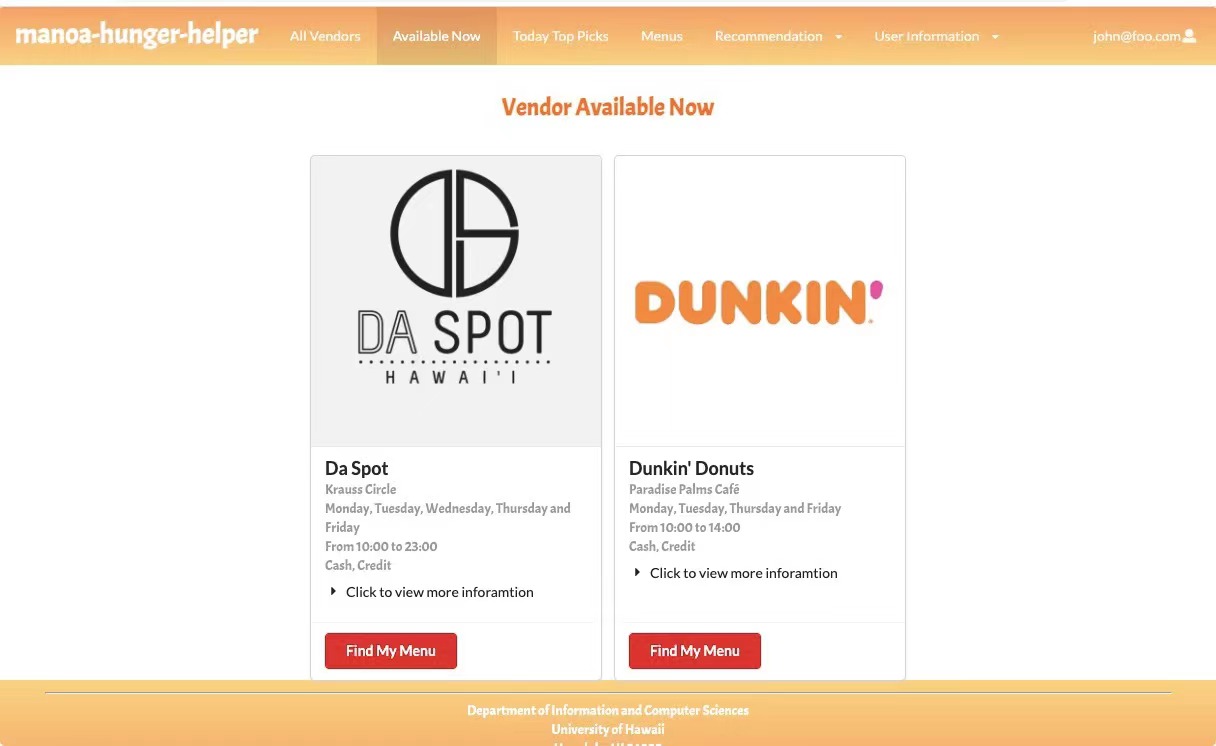 manoa-hunger-helper All Vendors Available Now Today Top Picks Menus Recommendation User Information john@foo.com
Vendor Available Now
DA SPOT
HAWAI'I
DUNKIN'
Da Spot
Krauss Circle
Monday, Tuesday, Wednesday, Thursday and
Friday
From 10:00 to 23:00
Cash, Credit
Click to view more inforamtion
Find My Menu
Dunkin' Donuts
Paradise Palms Café
Monday, Tuesday, Thursday and Friday
From 10:00 to 14:00
Cash, Credit
Click to view more inforamtion
Find My Menu
Department of Information and Computer Sciences
University of Hawaii